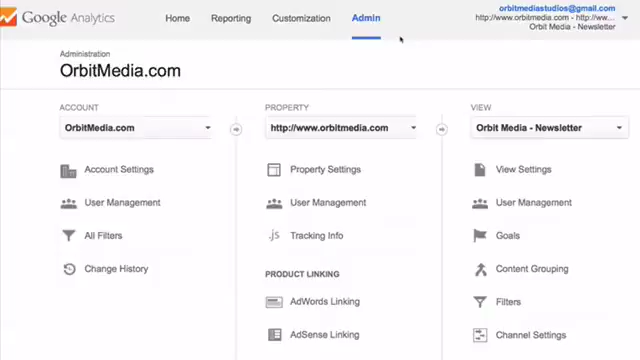 Google Analytics
Home Reporting Customization Admin
orbitmediastudios@gmail.com
http://www.orbitmedia.com - http://ww...
Orbit Media - Newsletter
Administration
OrbitMedia.com
ACCOUNT PROPERTY VIEW
OrbitMedia.com http://www.orbitmedia.com Orbit Media - Newsletter
Account Settings Property Settings View Settings
User Management User Management User Management
All Filters .js Tracking Info Goals
Change History PRODUCT LINKING Content Grouping
AdWords Linking Filters
AdSense Linking Channel Settings